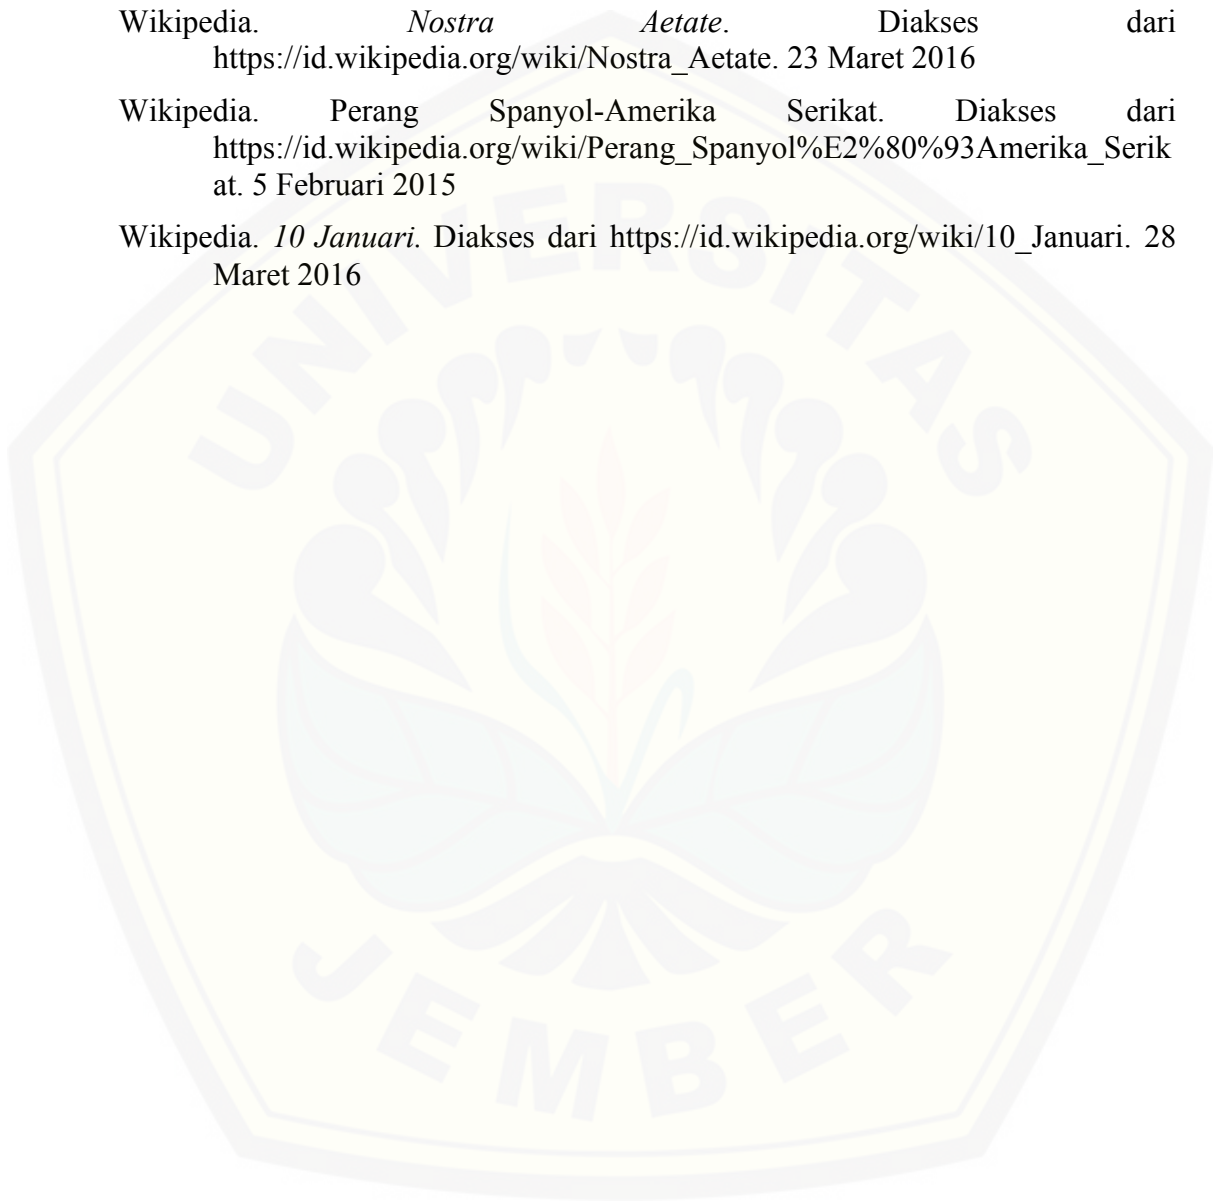 Wikipedia. Nostra Aetate. Diakses dari
https://id.wikipedia.org/wiki/Nostra_Aetate. 23 Maret 2016
Wikipedia. Perang Spanyol-Amerika Serikat. Diakses dari
https://id.wikipedia.org/wiki/Perang_Spanyol%E2%80%93Amerika_Serik
at. 5 Februari 2015
Wikipedia. 10 Januari. Diakses dari https://id.wikipedia.org/wiki/10_Januari. 28
Maret 2016
UNIVERSITAS
JEMBER